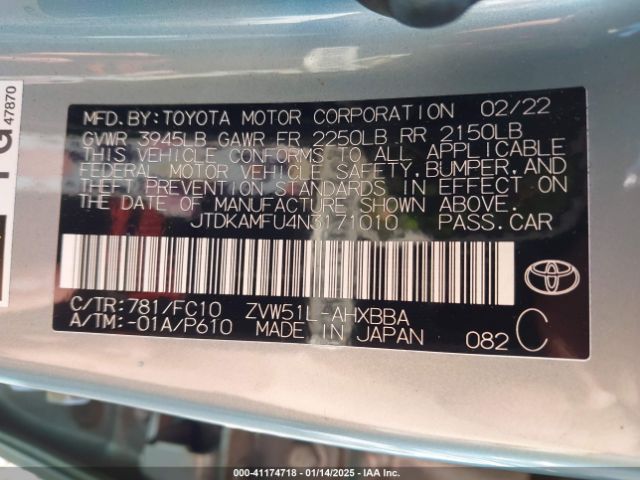 TG
47870
MFD.BY:TOYOTA MOTOR CORPORATION 02/22
GVWR 3945LB GAWR FR 2250LB RR 2150LB
THIS VEHICLE CONFORMS TO ALL APPLICABLE
FEDERAL MOTOR VEHICLE SAFETY,BUMPER,AND
THEFT PREVENTION STANDARDS IN EFFECT ON
THE DATE OF MANUFACTURE SHOWN ABOVE.
JTDKAMFU4N3171010 PASS.CAR
C/TR:781/FC10 ZVW51L-AHXBBA
A/TM:-01A/P610 MADE IN JAPAN 082 C
000-41174718 - 01/14/2025 - IAA Inc.